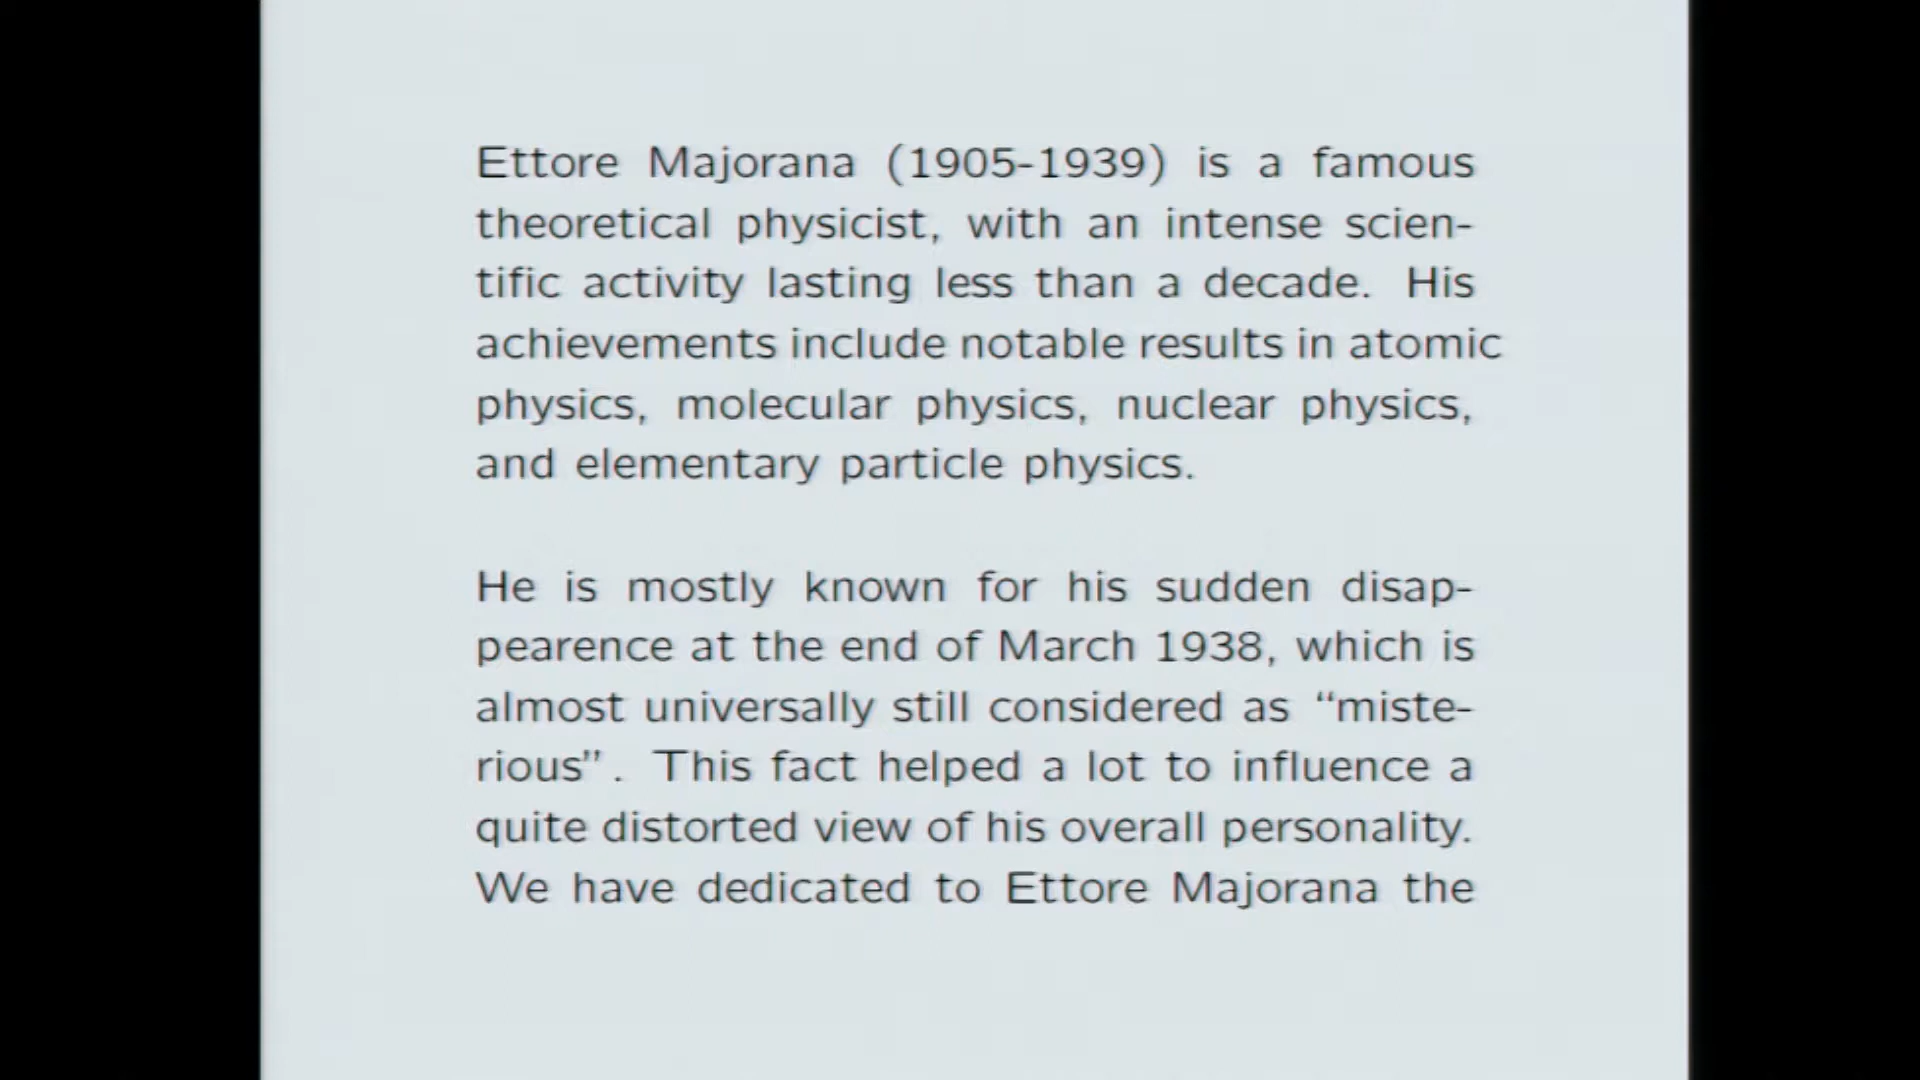 Ettore Majorana (1905-1939) is a famous
theoretical physicist, with an intense scien-
tific activity lasting less than a decade. His
achievements include notable results in atomic
physics, molecular physics, nuclear physics,
and elementary particle physics.
He is mostly known for his sudden disap-
pearence at the end of March 1938, which is
almost universally still considered as “miste-
rious”. This fact helped a lot to influence a
quite distorted view of his overall personality.
We have dedicated to Ettore Majorana the